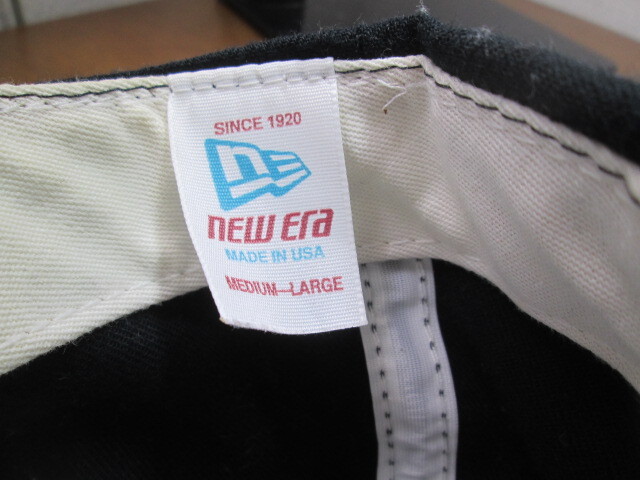 SINCE 1920
new era
MADE IN USA
MEDIUM-LARGE